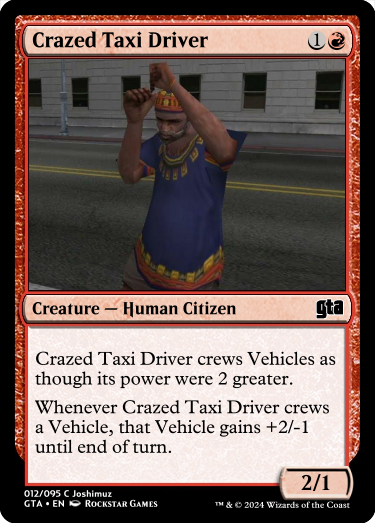 Crazed Taxi Driver 1
Creature — Human Citizen gta
Crazed Taxi Driver crews Vehicles as
though its power were 2 greater.
Whenever Crazed Taxi Driver crews
a Vehicle, that Vehicle gains +2/-1
until end of turn.
2/1
012/095 C Joshimuz
GTA • EN Rockstar Games
™ & © 2024 Wizards of the Coast